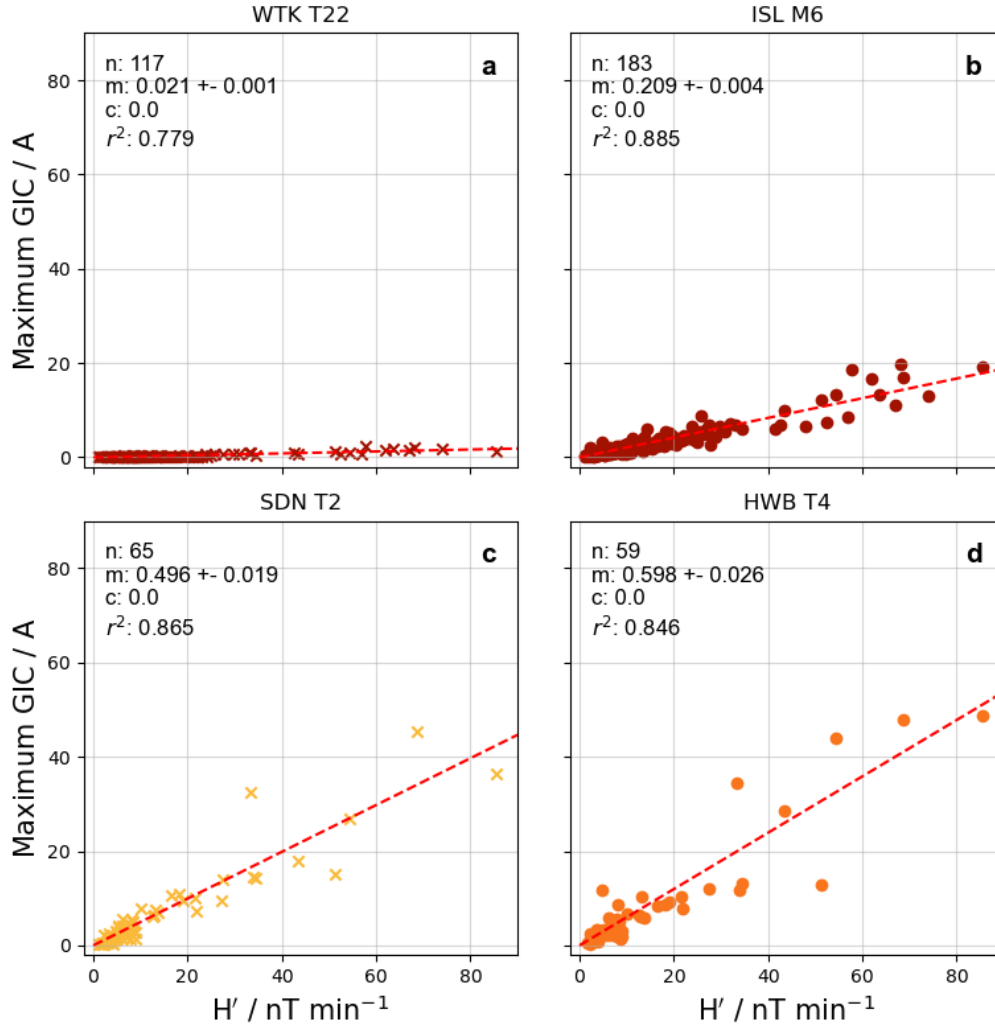 WTK T22
ISL M6
n: 117
a
m: 0.021 +- 0.001
c: 0.0
r²: 0.779
n: 183
b
m: 0.209 +- 0.004
c: 0.0
r²: 0.885
Maximum GIC / A
80
60
40
20
0
SDN T2
HWB T4
n: 65
c
m: 0.496 +- 0.019
c: 0.0
r²: 0.865
n: 59
d
m: 0.598 +- 0.026
c: 0.0
r²: 0.846
Maximum GIC / A
80
60
40
20
0
0 20 40 60 80
0 20 40 60 80
H′ / nT min⁻¹
H′ / nT min⁻¹